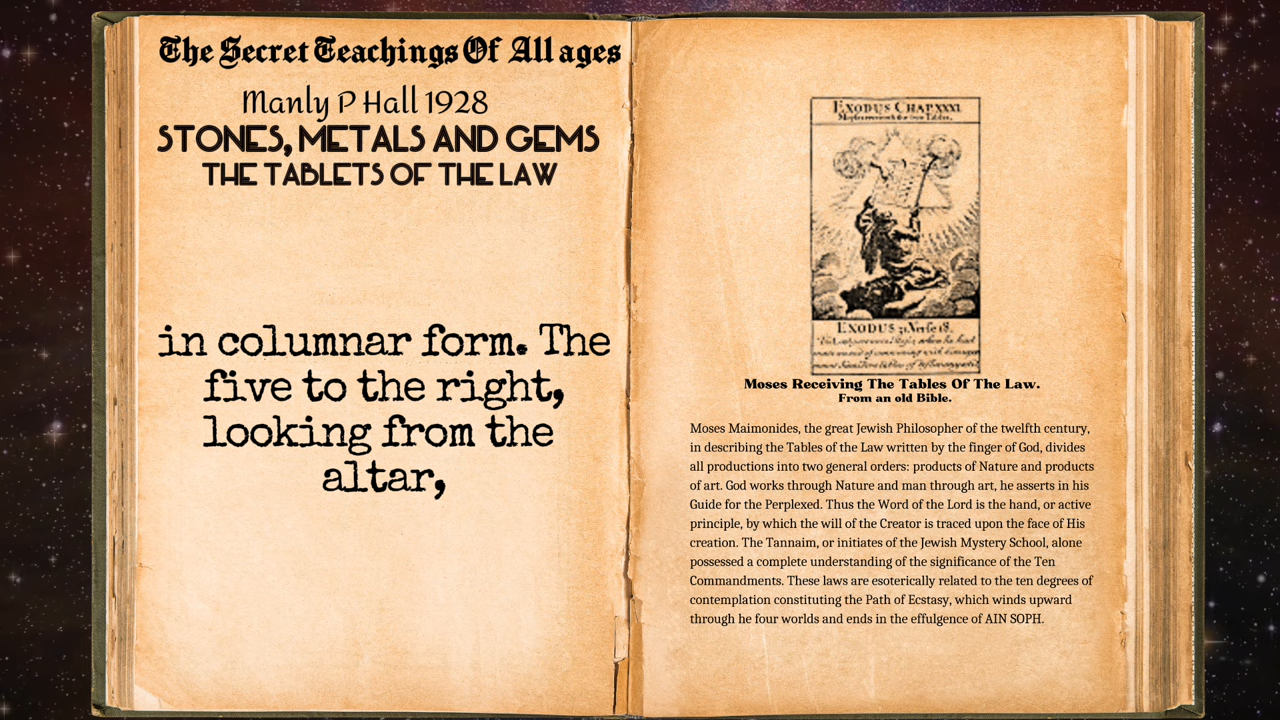 The Secret Teachings Of All ages
Manly P Hall 1928
STONES, METALS AND GEMS
THE TABLETS OF THE LAW
in columnar form. The
five to the right,
looking from the
altar,
EXODUS CHAP. XXXI.
EXODUS 31 Verse 18.
Moses Receiving The Tables Of The Law.
From an old Bible.
Moses Maimonides, the great Jewish Philosopher of the twelfth century,
in describing the Tables of the Law written by the finger of God, divides
all productions into two general orders: products of Nature and products
of art. God works through Nature and man through art, he asserts in his
Guide for the Perplexed. Thus the Word of the Lord is the hand, or active
principle, by which the will of the Creator is traced upon the face of His
creation. The Tannaim, or initiates of the Jewish Mystery School, alone
possessed a complete understanding of the significance of the Ten
Commandments. These laws are esoterically related to the ten degrees of
contemplation constituting the Path of Ecstasy, which winds upward
through he four worlds and ends in the effulgence of AIN SOPH.